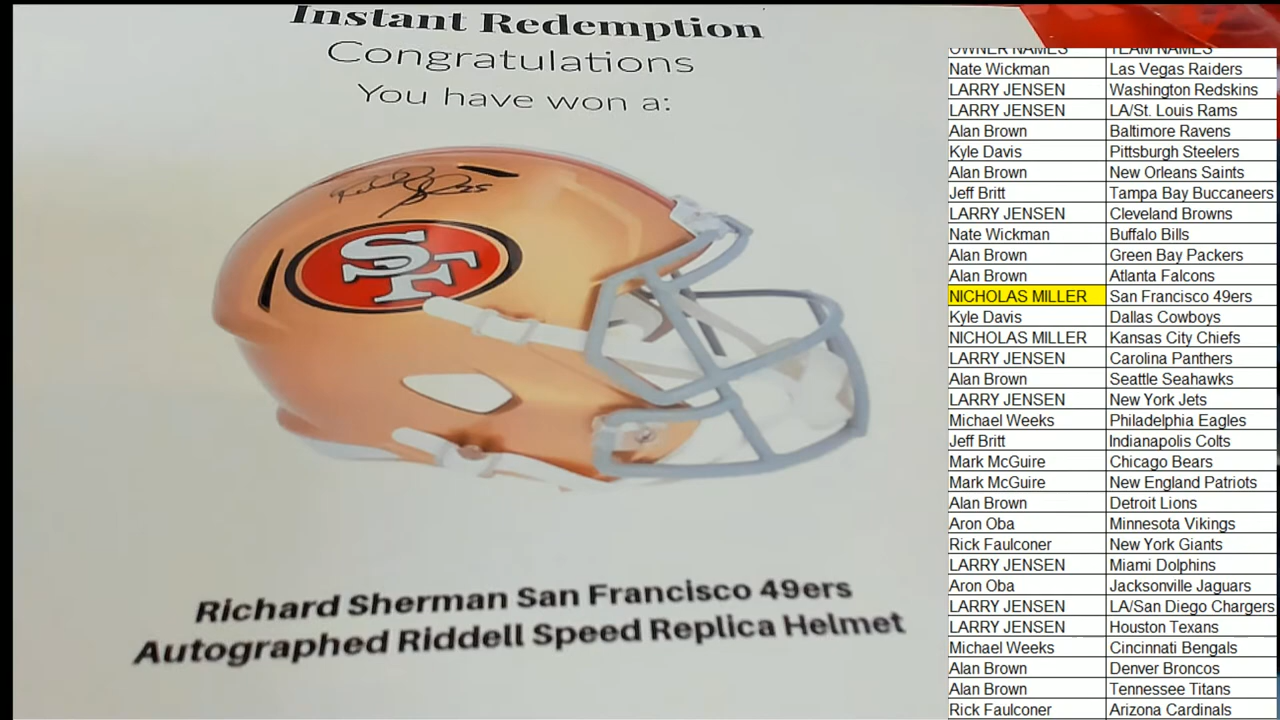 Instant Redemption
Congratulations
You have won a:
SF
25
Richard Sherman San Francisco 49ers
Autographed Riddell Speed Replica Helmet
OWNER NAMES TEAM NAMES
Nate Wickman Las Vegas Raiders
LARRY JENSEN Washington Redskins
LARRY JENSEN LA/St. Louis Rams
Alan Brown Baltimore Ravens
Kyle Davis Pittsburgh Steelers
Alan Brown New Orleans Saints
Jeff Britt Tampa Bay Buccaneers
LARRY JENSEN Cleveland Browns
Nate Wickman Buffalo Bills
Alan Brown Green Bay Packers
Alan Brown Atlanta Falcons
NICHOLAS MILLER San Francisco 49ers
Kyle Davis Dallas Cowboys
NICHOLAS MILLER Kansas City Chiefs
LARRY JENSEN Carolina Panthers
Alan Brown Seattle Seahawks
LARRY JENSEN New York Jets
Michael Weeks Philadelphia Eagles
Jeff Britt Indianapolis Colts
Mark McGuire Chicago Bears
Mark McGuire New England Patriots
Alan Brown Detroit Lions
Aron Oba Minnesota Vikings
Rick Faulconer New York Giants
LARRY JENSEN Miami Dolphins
Aron Oba Jacksonville Jaguars
LARRY JENSEN LA/San Diego Chargers
LARRY JENSEN Houston Texans
Michael Weeks Cincinnati Bengals
Alan Brown Denver Broncos
Alan Brown Tennessee Titans
Rick Faulconer Arizona Cardinals